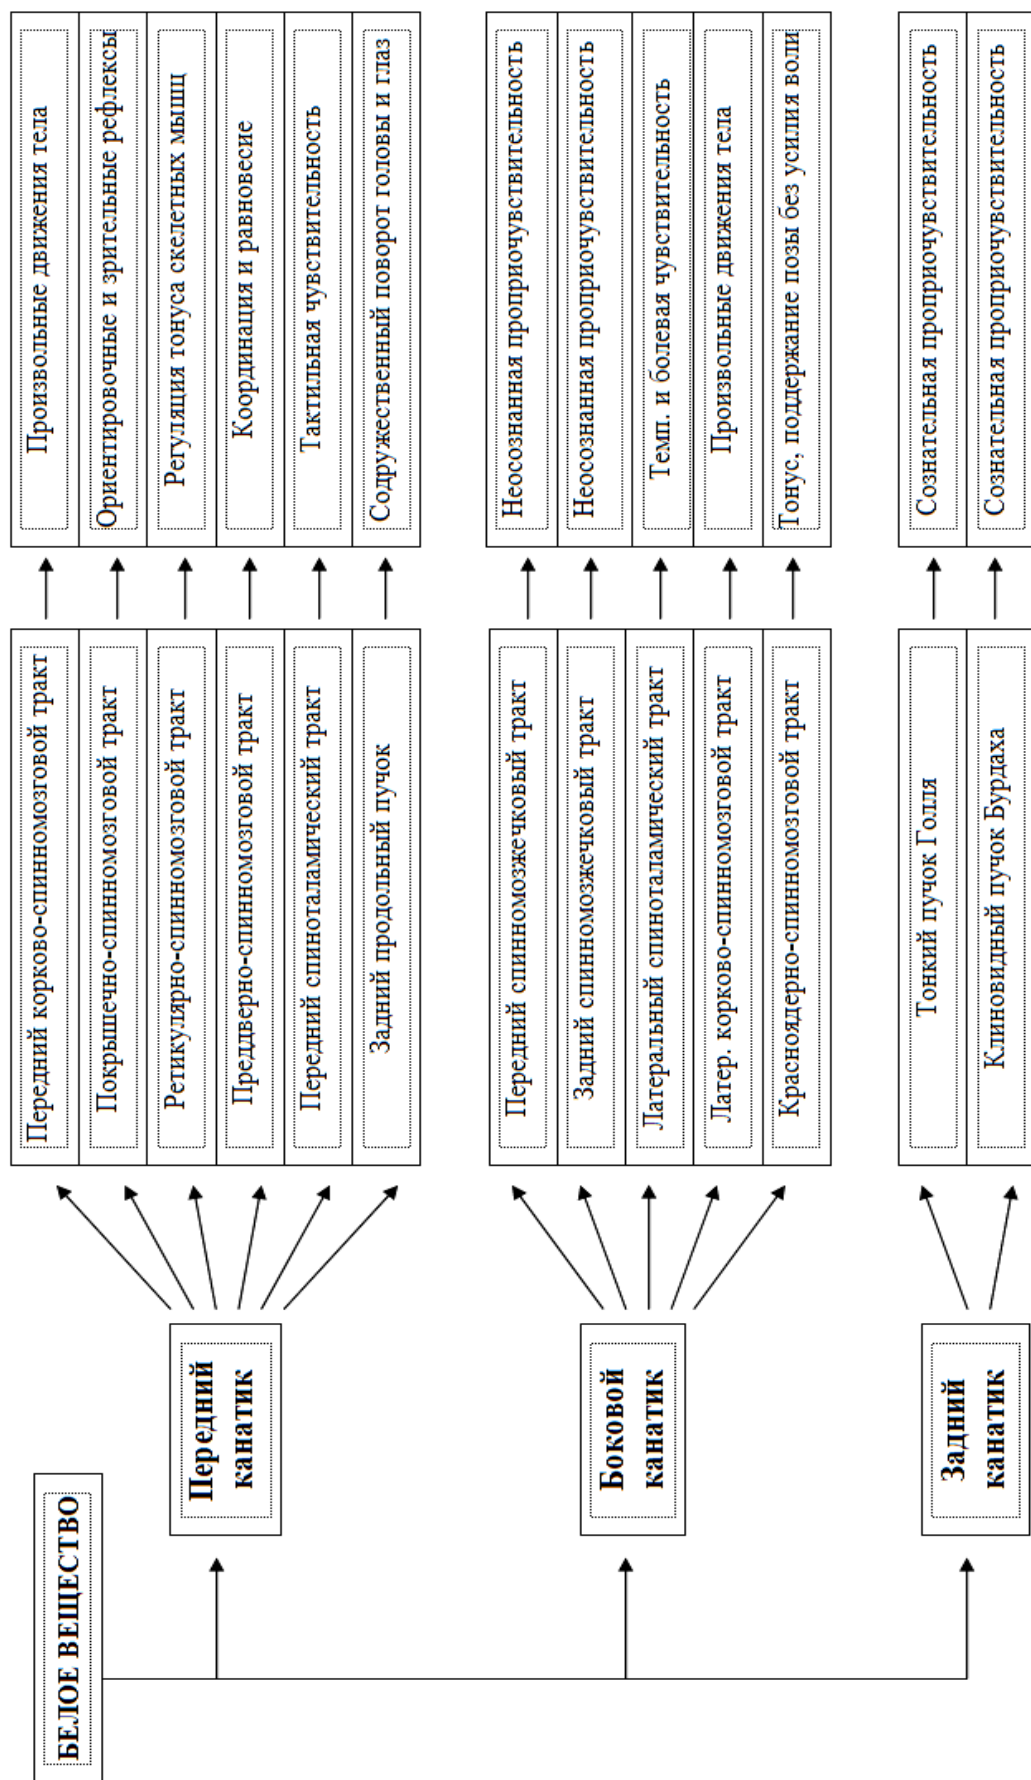 БЕЛОЕ ВЕЩЕСТВО
Передний
канатик
Передний корково-спинномозговой тракт
Произвольные движения тела
Покрышечно-спинномозговой тракт
Ориентировочные и зрительные рефлексы
Ретикулярно-спинномозговой тракт
Регуляция тонуса скелетных мышц
Преддверно-спинномозговой тракт
Координация и равновесие
Передний спиноталамический тракт
Тактильная чувствительность
Задний продольный пучок
Содружественный поворот головы и глаз
Боковой
канатик
Передний спинномозжечковый тракт
Неосознанная проприочувствительность
Задний спинномозжечковый тракт
Неосознанная проприочувствительность
Латеральный спиноталамический тракт
Темп. и болевая чувствительность
Латер. корково-спинномозговой тракт
Произвольные движения тела
Красноядерно-спинномозговой тракт
Тонус, поддержание позы без усилия воли
Задний
канатик
Тонкий пучок Голля
Сознательная проприочувствительность
Клиновидный пучок Бурдаха
Сознательная проприочувствительность